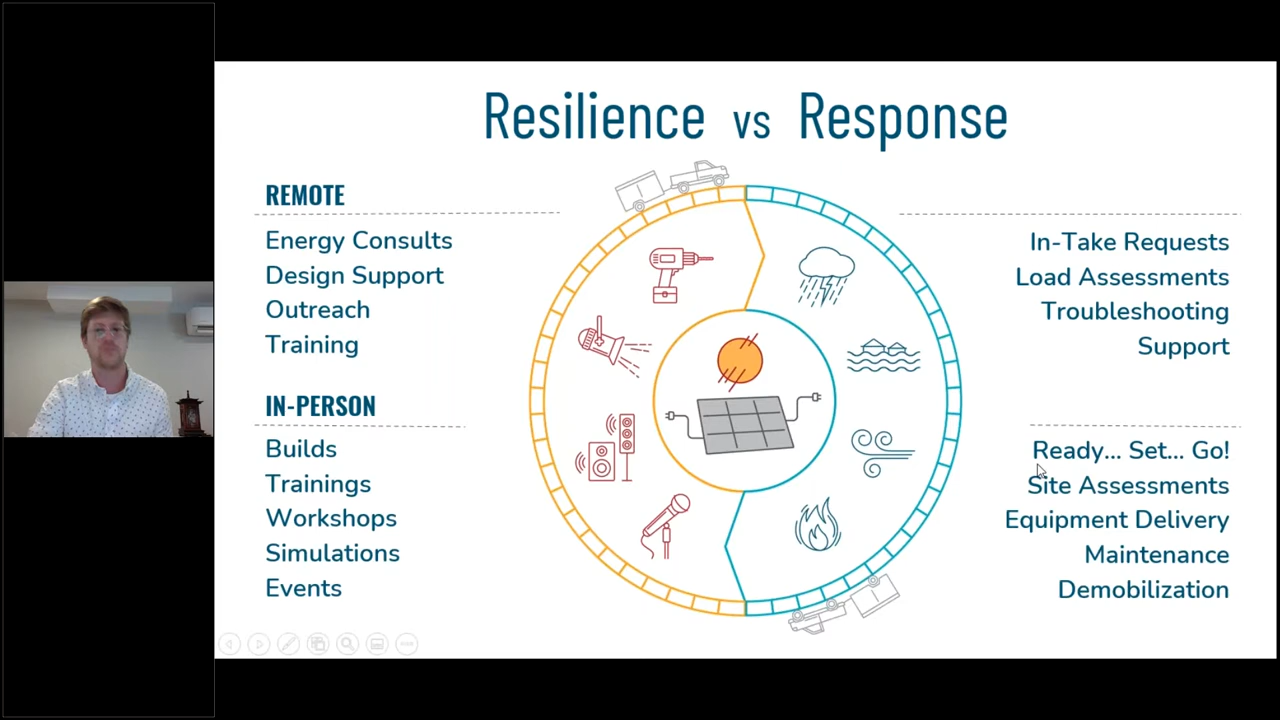 Resilience vs Response
REMOTE
Energy Consults
Design Support
Outreach
Training
IN-PERSON
Builds
Trainings
Workshops
Simulations
Events
In-Take Requests
Load Assessments
Troubleshooting
Support
Ready... Set... Go!
Site Assessments
Equipment Delivery
Maintenance
Demobilization